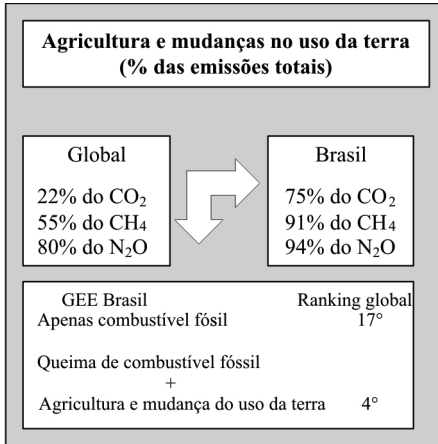 Agricultura e mudanças no uso da terra
(% das emissões totais)
Global
22% do CO₂
55% do CH₄
80% do N₂O
Brasil
75% do CO₂
91% do CH₄
94% do N₂O
GEE Brasil Ranking global
Apenas combustível fósil 17°
Queima de combustível fóssil
+
Agricultura e mudança do uso da terra 4°